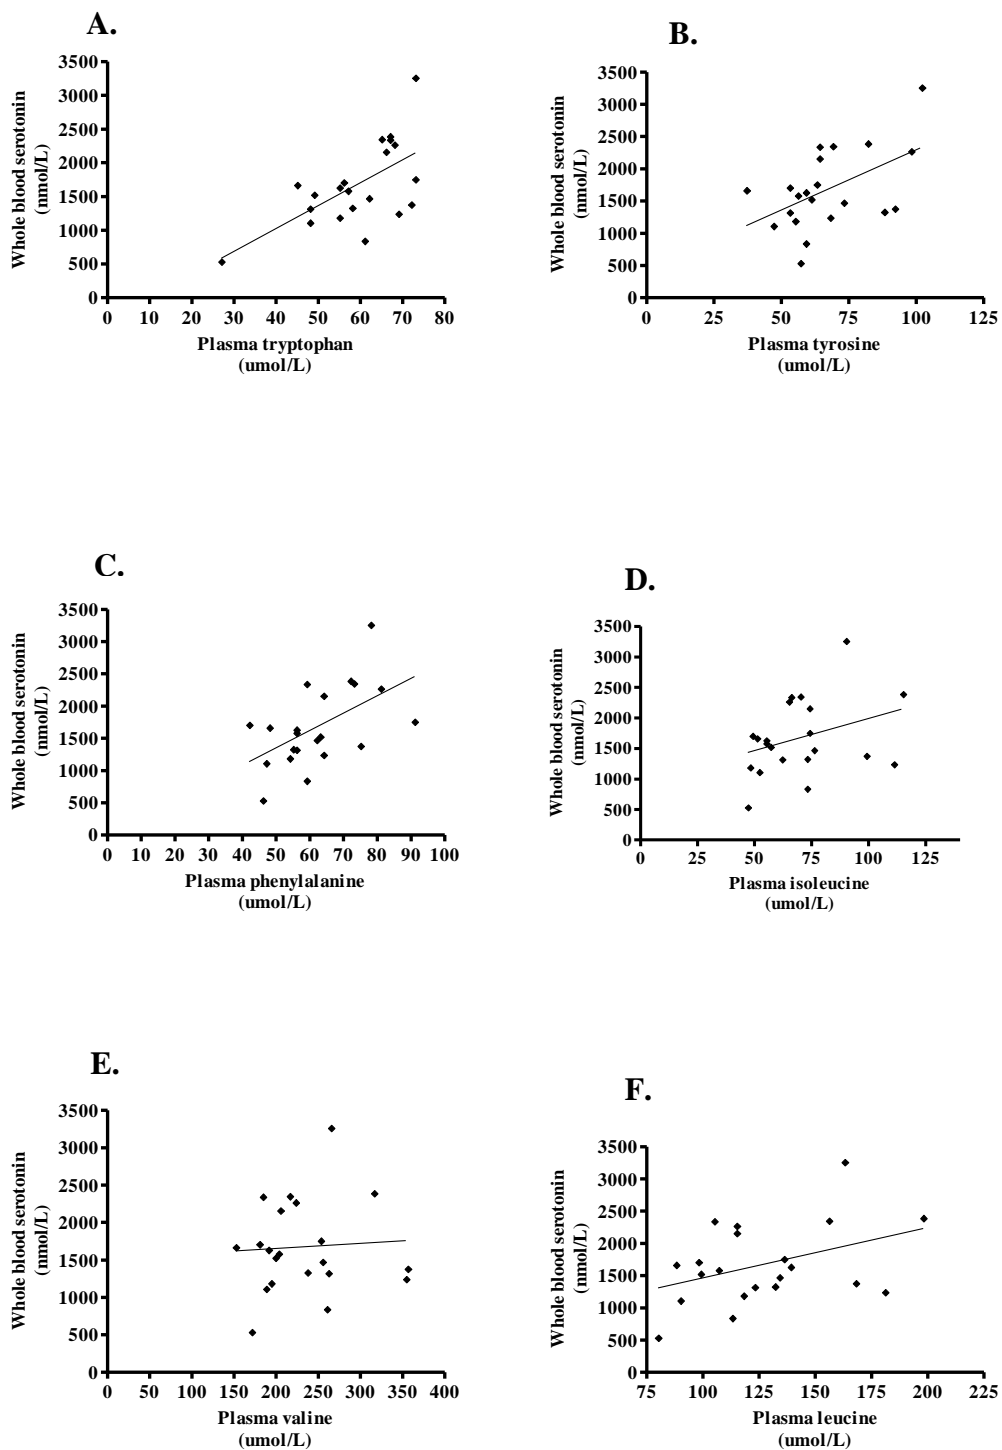 A.
Whole blood serotonin
(nmol/L)
3500
3000
2500
2000
1500
1000
500
0
0 10 20 30 40 50 60 70 80
Plasma tryptophan
(umol/L)
B.
Whole blood serotonin
(nmol/L)
3500
3000
2500
2000
1500
1000
500
0
0 25 50 75 100 125
Plasma tyrosine
(umol/L)
C.
Whole blood serotonin
(nmol/L)
3500
3000
2500
2000
1500
1000
500
0
0 10 20 30 40 50 60 70 80 90 100
Plasma phenylalanine
(umol/L)
D.
Whole blood serotonin
(nmol/L)
3500
3000
2500
2000
1500
1000
500
0
0 25 50 75 100 125
Plasma isoleucine
(umol/L)
E.
Whole blood serotonin
(nmol/L)
3500
3000
2500
2000
1500
1000
500
0
0 50 100 150 200 250 300 350 400
Plasma valine
(umol/L)
F.
Whole blood serotonin
(nmol/L)
3500
3000
2500
2000
1500
1000
500
0
75 100 125 150 175 200 225
Plasma leucine
(umol/L)